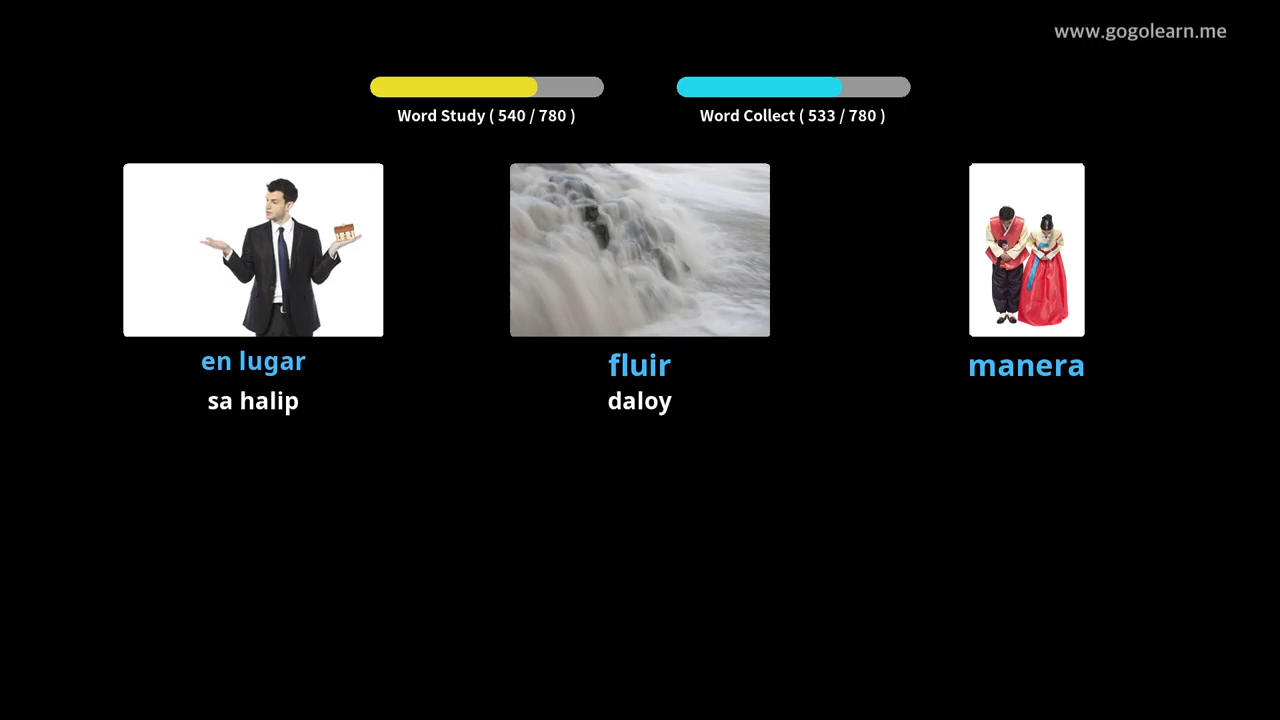 www.gogolearn.me
Word Study ( 540 / 780 )
Word Collect ( 533 / 780 )
en lugar
sa halip
fluir
daloy
manera